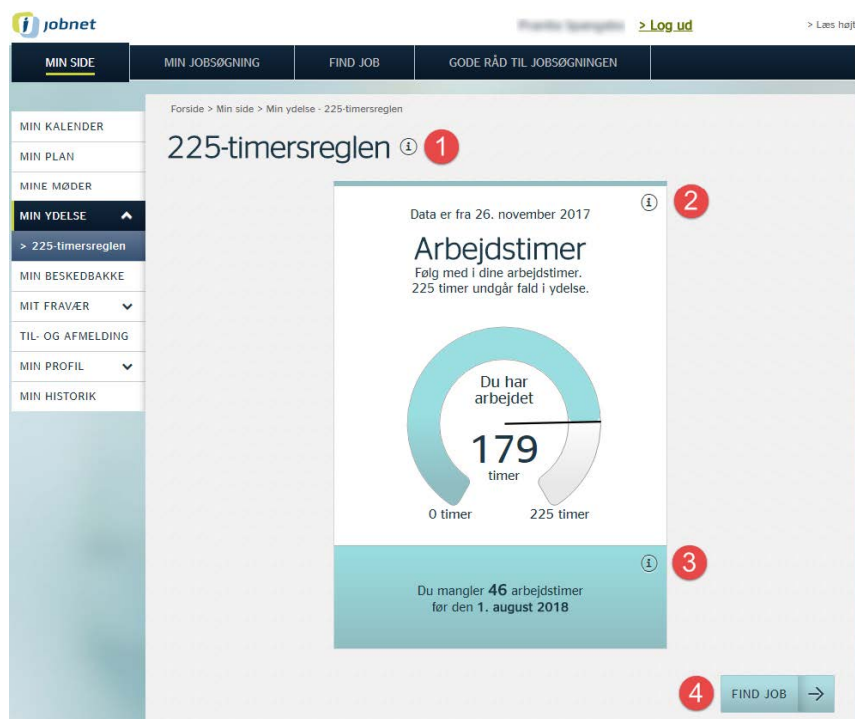 jobnet
> Log ud
> Læs højt
MIN SIDE
MIN JOBSØGNING
FIND JOB
GODE RÅD TIL JOBSØGNINGEN
Forside > Min side > Min ydelse - 225-timersreglen
MIN KALENDER
MIN PLAN
MINE MØDER
MIN YDELSE
> 225-timersreglen
MIN BESKEDBAKKE
MIT FRAVÆR
TIL- OG AFMELDING
MIN PROFIL
MIN HISTORIK
225-timersreglen i 1
i 2
Data er fra 26. november 2017
Arbejdstimer
Følg med i dine arbejdstimer.
225 timer undgår fald i ydelse.
Du har
arbejdet
179
timer
0 timer
225 timer
i 3
Du mangler 46 arbejdstimer
før den 1. august 2018
4 FIND JOB